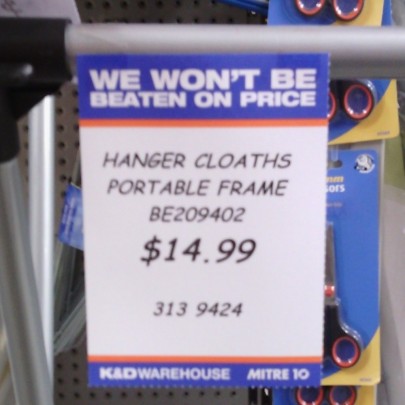 WE WON'T BE
BEATEN ON PRICE
HANGER CLOATHS
PORTABLE FRAME
BE209402
$14.99
313 9424
K&D WAREHOUSE MITRE 10